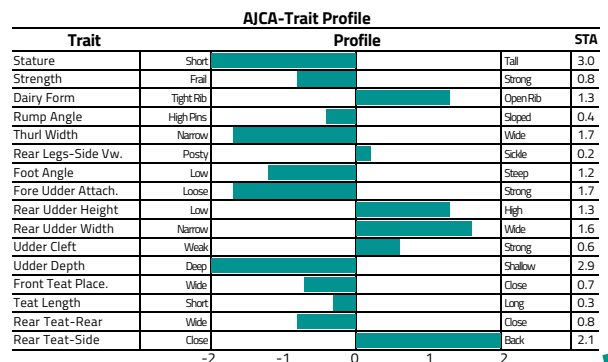 AJCA-Trait Profile
Trait Profile STA
Stature Short Tall 3.0
Strength Frail Strong 0.8
Dairy Form Tight Rib Open Rib 1.3
Rump Angle High Pins Sloped 0.4
Thurl Width Narrow Wide 1.7
Rear Legs-Side Vw. Posty Sickle 0.2
Foot Angle Low Steep 1.2
Fore Udder Attach. Loose Strong 1.7
Rear Udder Height Low High 1.3
Rear Udder Width Narrow Wide 1.6
Udder Cleft Weak Strong 0.6
Udder Depth Deep Shallow 2.9
Front Teat Place. Wide Close 0.7
Teat Length Short Long 0.3
Rear Teat-Rear Wide Close 0.8
Rear Teat-Side Close Back 2.1
-2 -1 0 1 2